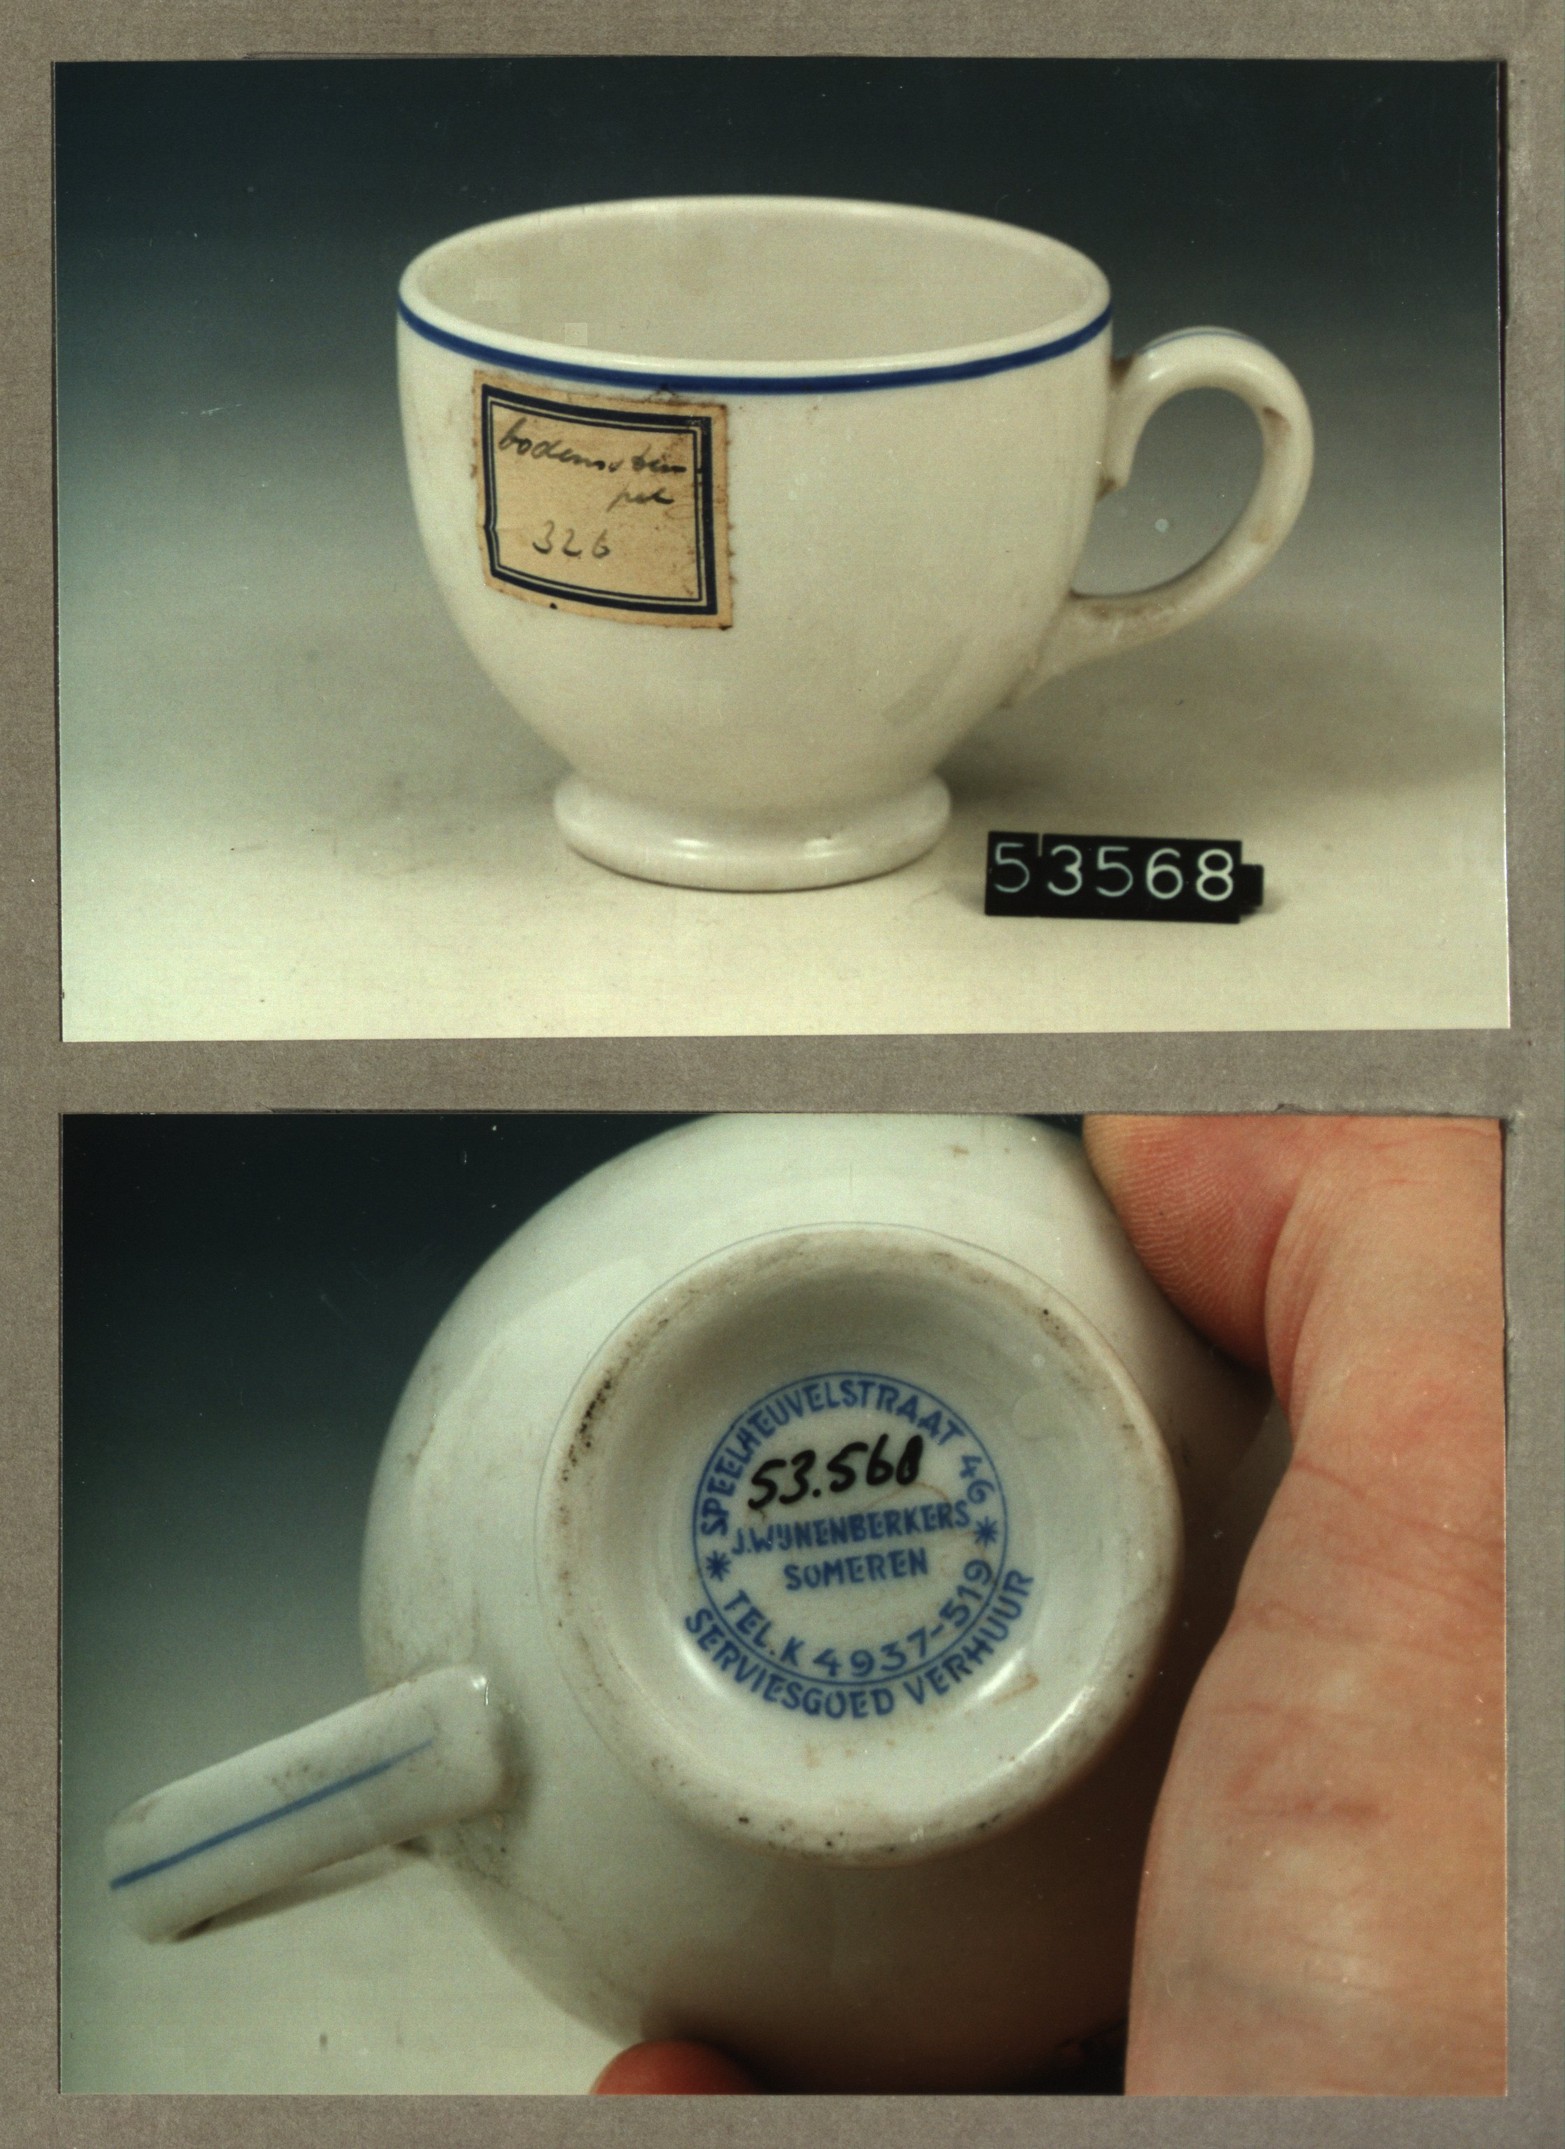 bodemstem
pel
326
53568
SPEELHEUVELSTRAAT 46
53.568
J. WIJNENBERKERS
SOMEREN
TEL. K 4937-519
SERVIESGOED VERHUUR